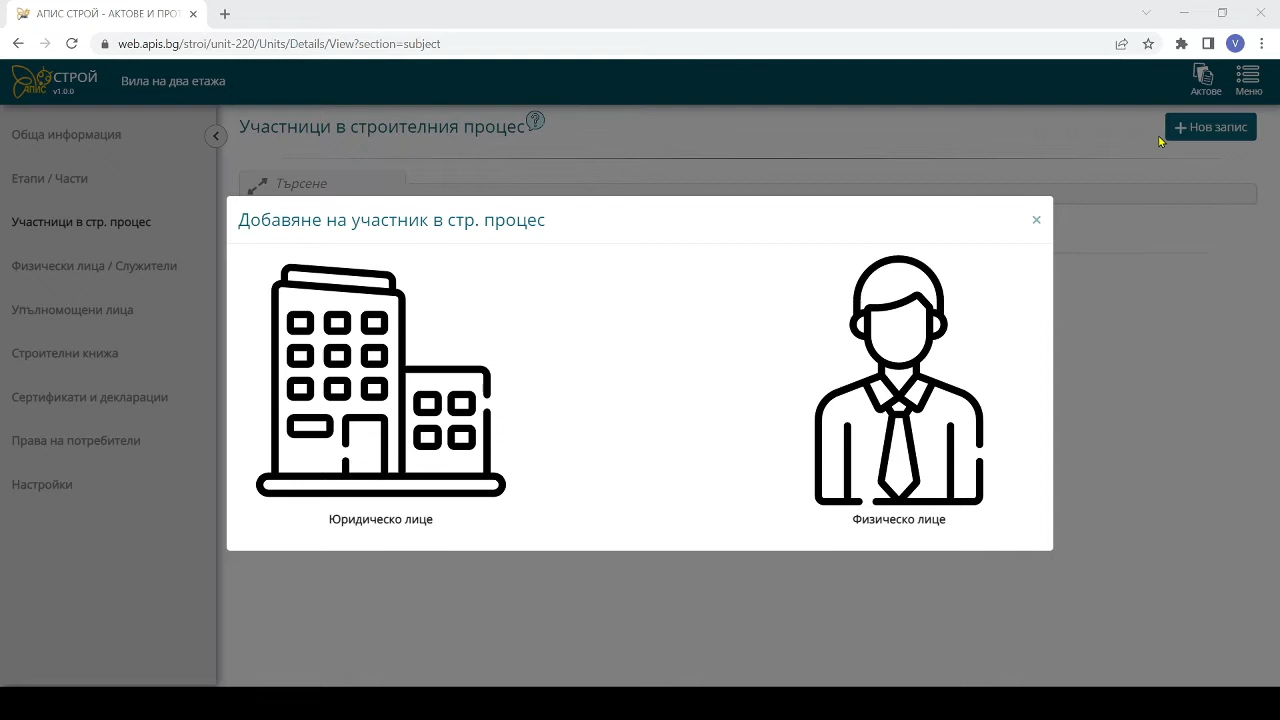 АПИС СТРОЙ - АКТОВЕ И ПРОТ
web.apis.bg/stroi/unit-220/Units/Details/View?section=subject
V
АПИС
СТРОЙ
v1.0.0
Вила на два етажа
Актове
Меню
Обща информация
Етапи / Части
Участници в стр. процес
Физически лица / Служители
Упълномощени лица
Строителни книжа
Сертификати и декларации
Права на потребители
Настройки
Участници в строителния процес
Нов запис
Търсене
Добавяне на участник в стр. процес
Юридическо лице
Физическо лице